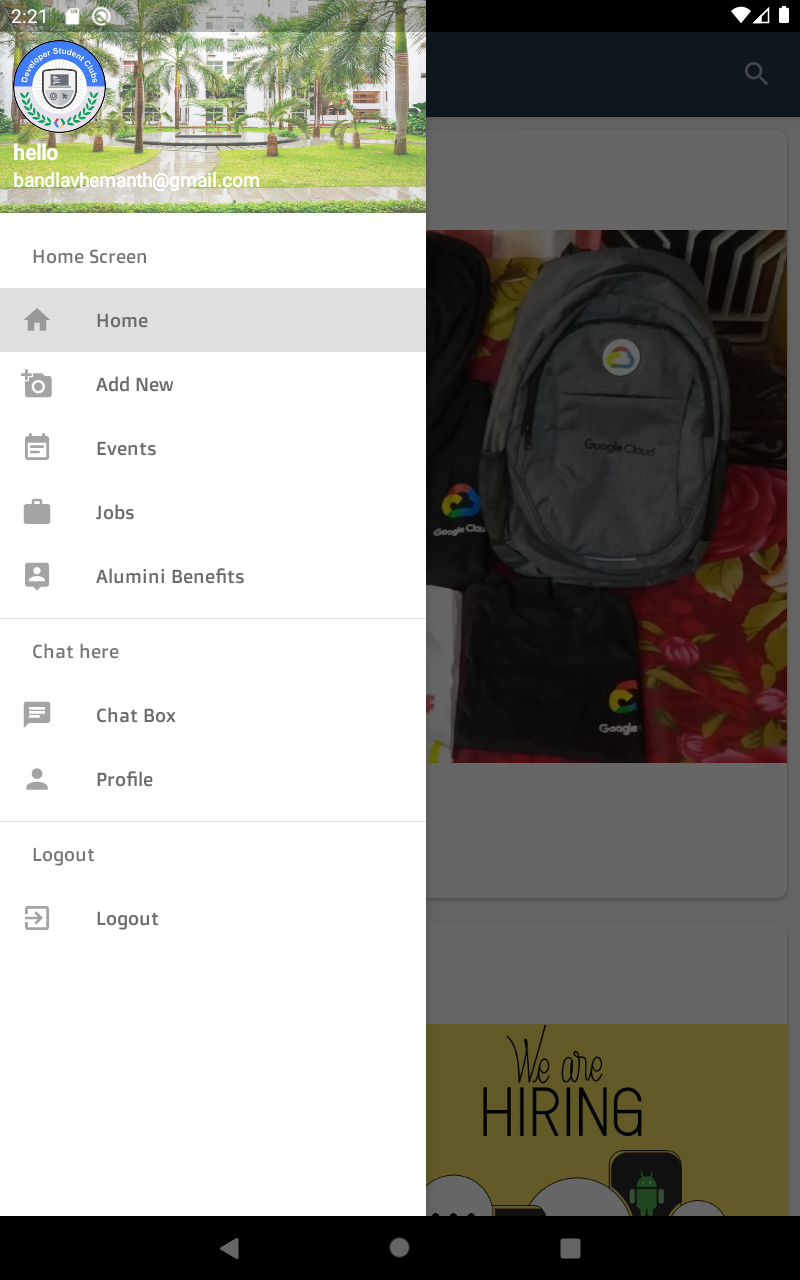 2:21
Developer Student Clubs
hello
bandlavhemanth@gmail.com
Home Screen
Home
Add New
Events
Jobs
Alumini Benefits
Chat here
Chat Box
Profile
Logout
Logout
Google Cloud
Google Clou
Google
We are
HIRING